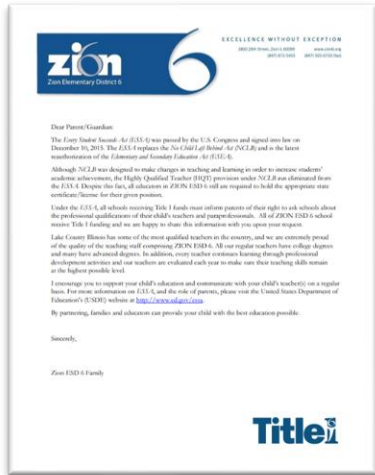 zion 6
Zion Elementary District 6
EXCELLENCE WITHOUT EXCEPTION
Dear Parent/Guardian:
The Every Student Succeeds Act (ESSA) was passed by the U.S. Congress and signed into law on
December 10, 2015. The ESSA replaces the No Child Left Behind Act (NCLB) and is the latest
reauthorization of the Elementary and Secondary Education Act (ESEA).
Although NCLB was designed to make changes in teaching and learning in order to increase students'
academic achievement, the Highly Qualified Teacher (HQT) provision under NCLB was eliminated from
the ESSA. Despite this fact, all educators in ZION ESD 6 still are required to hold the appropriate state
certificate/license for their given position.
Under the ESSA, all schools receiving Title I funds must inform parents of their right to ask schools about
the professional qualifications of their child's teachers and paraprofessionals. All of ZION ESD 6 school
receive Title I funding and we are happy to share this information with you upon your request.
Lake County Illinois has some of the most qualified teachers in the country, and we are extremely proud
of the quality of the teaching staff comprising ZION ESD 6. All our regular teachers have college degrees
and many have advanced degrees. In addition, every teacher continues learning through professional
development activities and our teachers are evaluated each year to make sure their teaching skills remain
at the highest possible level.
I encourage you to support your child's education and communicate with your child's teacher(s) on a regular
basis. For more information on ESSA, and the role of parents, please visit the United States Department of
Education's (USDE) website at http://www.ed.gov/essa.
By partnering, families and educators can provide your child with the best education possible.
Sincerely,
Zion ESD 6 Family
Title